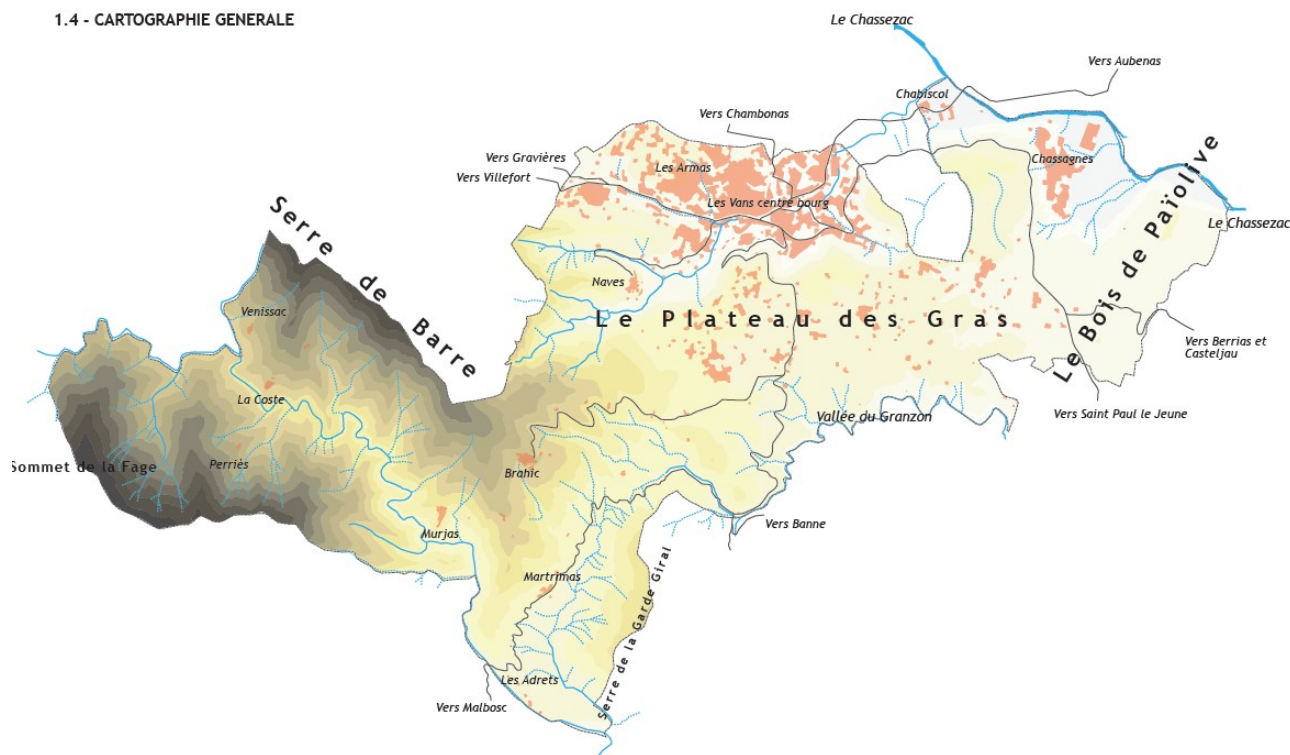 1.4 - CARTOGRAPHIE GENERALE
Le Chassezac
Vers Aubenas
Chabiscol
Vers Chambonas
Vers Gravières
Vers Villefort
Les Armas
Chassagnes
Les Vans centre bourg
Le Chassezac
Serre de Barre
Le Bois de Païolive
Naves
Venissac
Le Plateau des Gras
Vers Berrias et
Casteljau
La Coste
Vallée du Granzon
Vers Saint Paul le Jeune
Sommet de la Fage
Perriès
Brahic
Vers Banne
Murjas
Martrimas
Serre de la Garde Giral
Les Adrets
Vers Malbosc